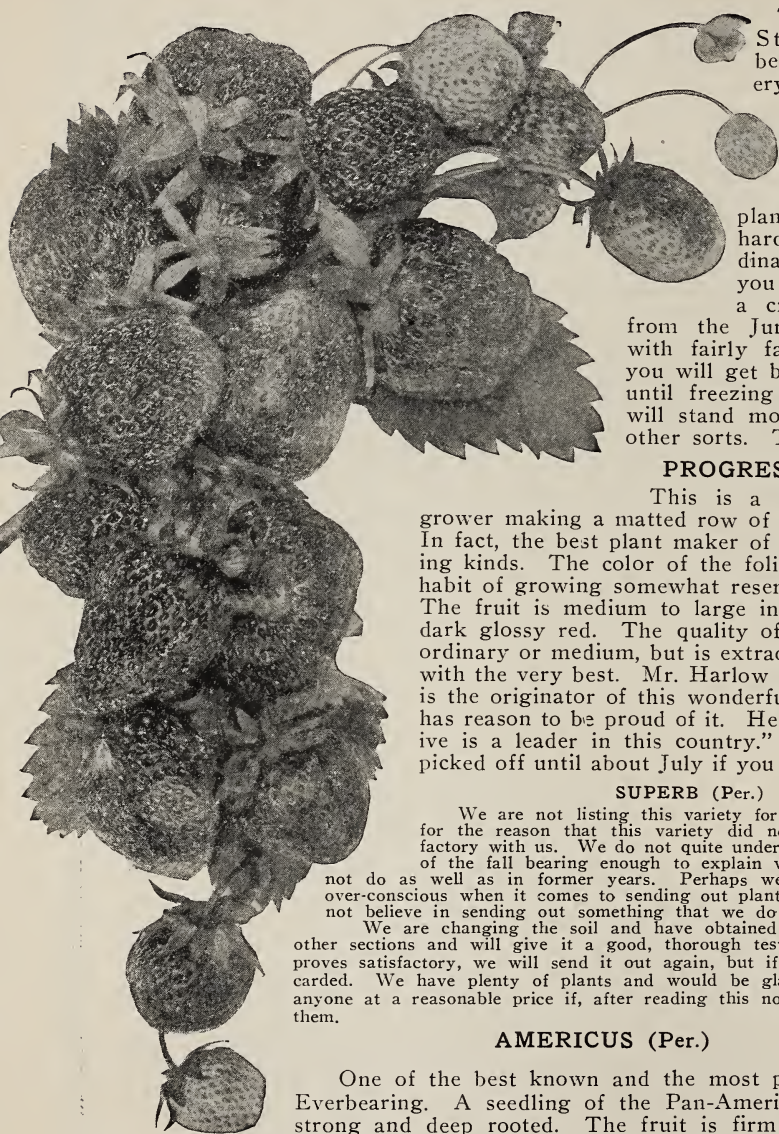 St
be
ery
plan
hard
dina
you
a c
from the Jun
with fairly fa
you will get b
until freezing
will stand mo
other sorts. T
PROGRES
This is a
grower making a matted row of
In fact, the best plant maker of
ing kinds. The color of the foli
habit of growing somewhat reser
The fruit is medium to large in
dark glossy red. The quality of
ordinary or medium, but is extrac
with the very best. Mr. Harlow
is the originator of this wonderfu
has reason to be proud of it. He
ive is a leader in this country."
picked off until about July if you
SUPERB (Per.)
We are not listing this variety for
for the reason that this variety did no
factory with us. We do not quite under
of the fall bearing enough to explain v
not do as well as in former years. Perhaps we
over-conscious when it comes to sending out plant
not believe in sending out something that we do
We are changing the soil and have obtained
other sections and will give it a good, thorough tes
proves satisfactory, we will send it out again, but if
carded. We have plenty of plants and would be gla
anyone at a reasonable price if, after reading this no
them.
AMERICUS (Per.)
One of the best known and the most p
Everbearing. A seedling of the Pan-Ameri
strong and deep rooted. The fruit is firm